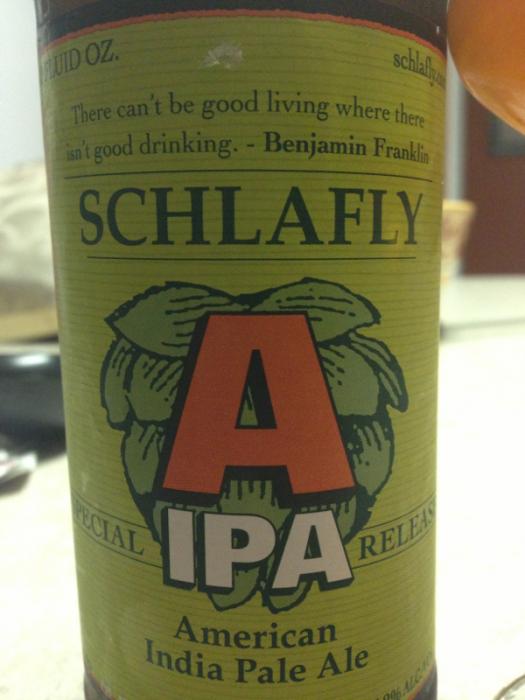 FLUID OZ.
schlafly.
There can't be good living where there
isn't good drinking. - Benjamin Franklin
SCHLAFLY
A
IPA
SPECIAL RELEASE
American
India Pale Ale